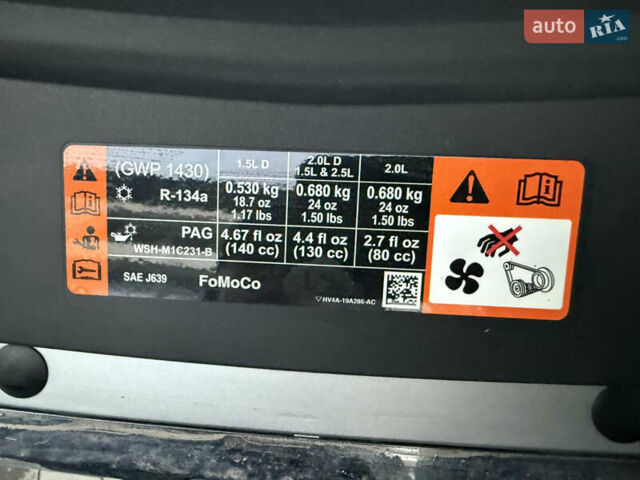 auto RIA
.com
(GWP 1430)
1.5L D
2.0L D
1.5L & 2.5L
2.0L
R-134a
0.530 kg
18.7 oz
1.17 lbs
0.680 kg
24 oz
1.50 lbs
0.680 kg
24 oz
1.50 lbs
PAG
WSH-M1C231-B
4.67 fl oz
(140 cc)
4.4 fl oz
(130 cc)
2.7 fl oz
(80 cc)
SAE J639
FoMoCo
HV4A-19A286-AC